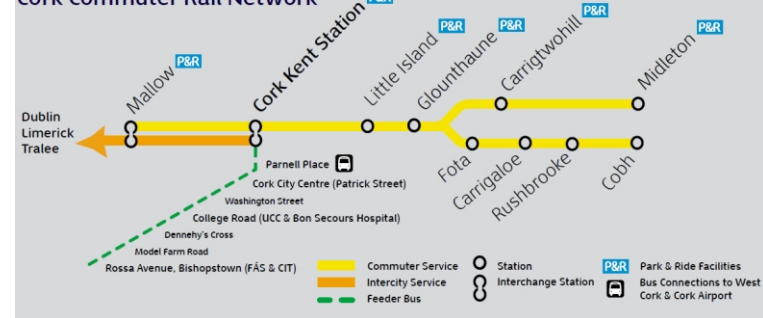 Cork Commuter Rail Network
Mallow P&R
Cork Kent Station P&R
Little Island P&R
Glounthaune P&R
Carrigtwohill P&R
Midleton P&R
Dublin
Limerick
Tralee
Fota
Carrigaloe
Rushbrooke
Cobh
Parnell Place
Cork City Centre (Patrick Street)
Washington Street
College Road (UCC & Bon Secours Hospital)
Dennehy's Cross
Model Farm Road
Rossa Avenue, Bishopstown (FÁS & CIT)
Commuter Service
Intercity Service
Feeder Bus
Station
Interchange Station
P&R Park & Ride Facilities
Bus Connections to West
Cork & Cork Airport